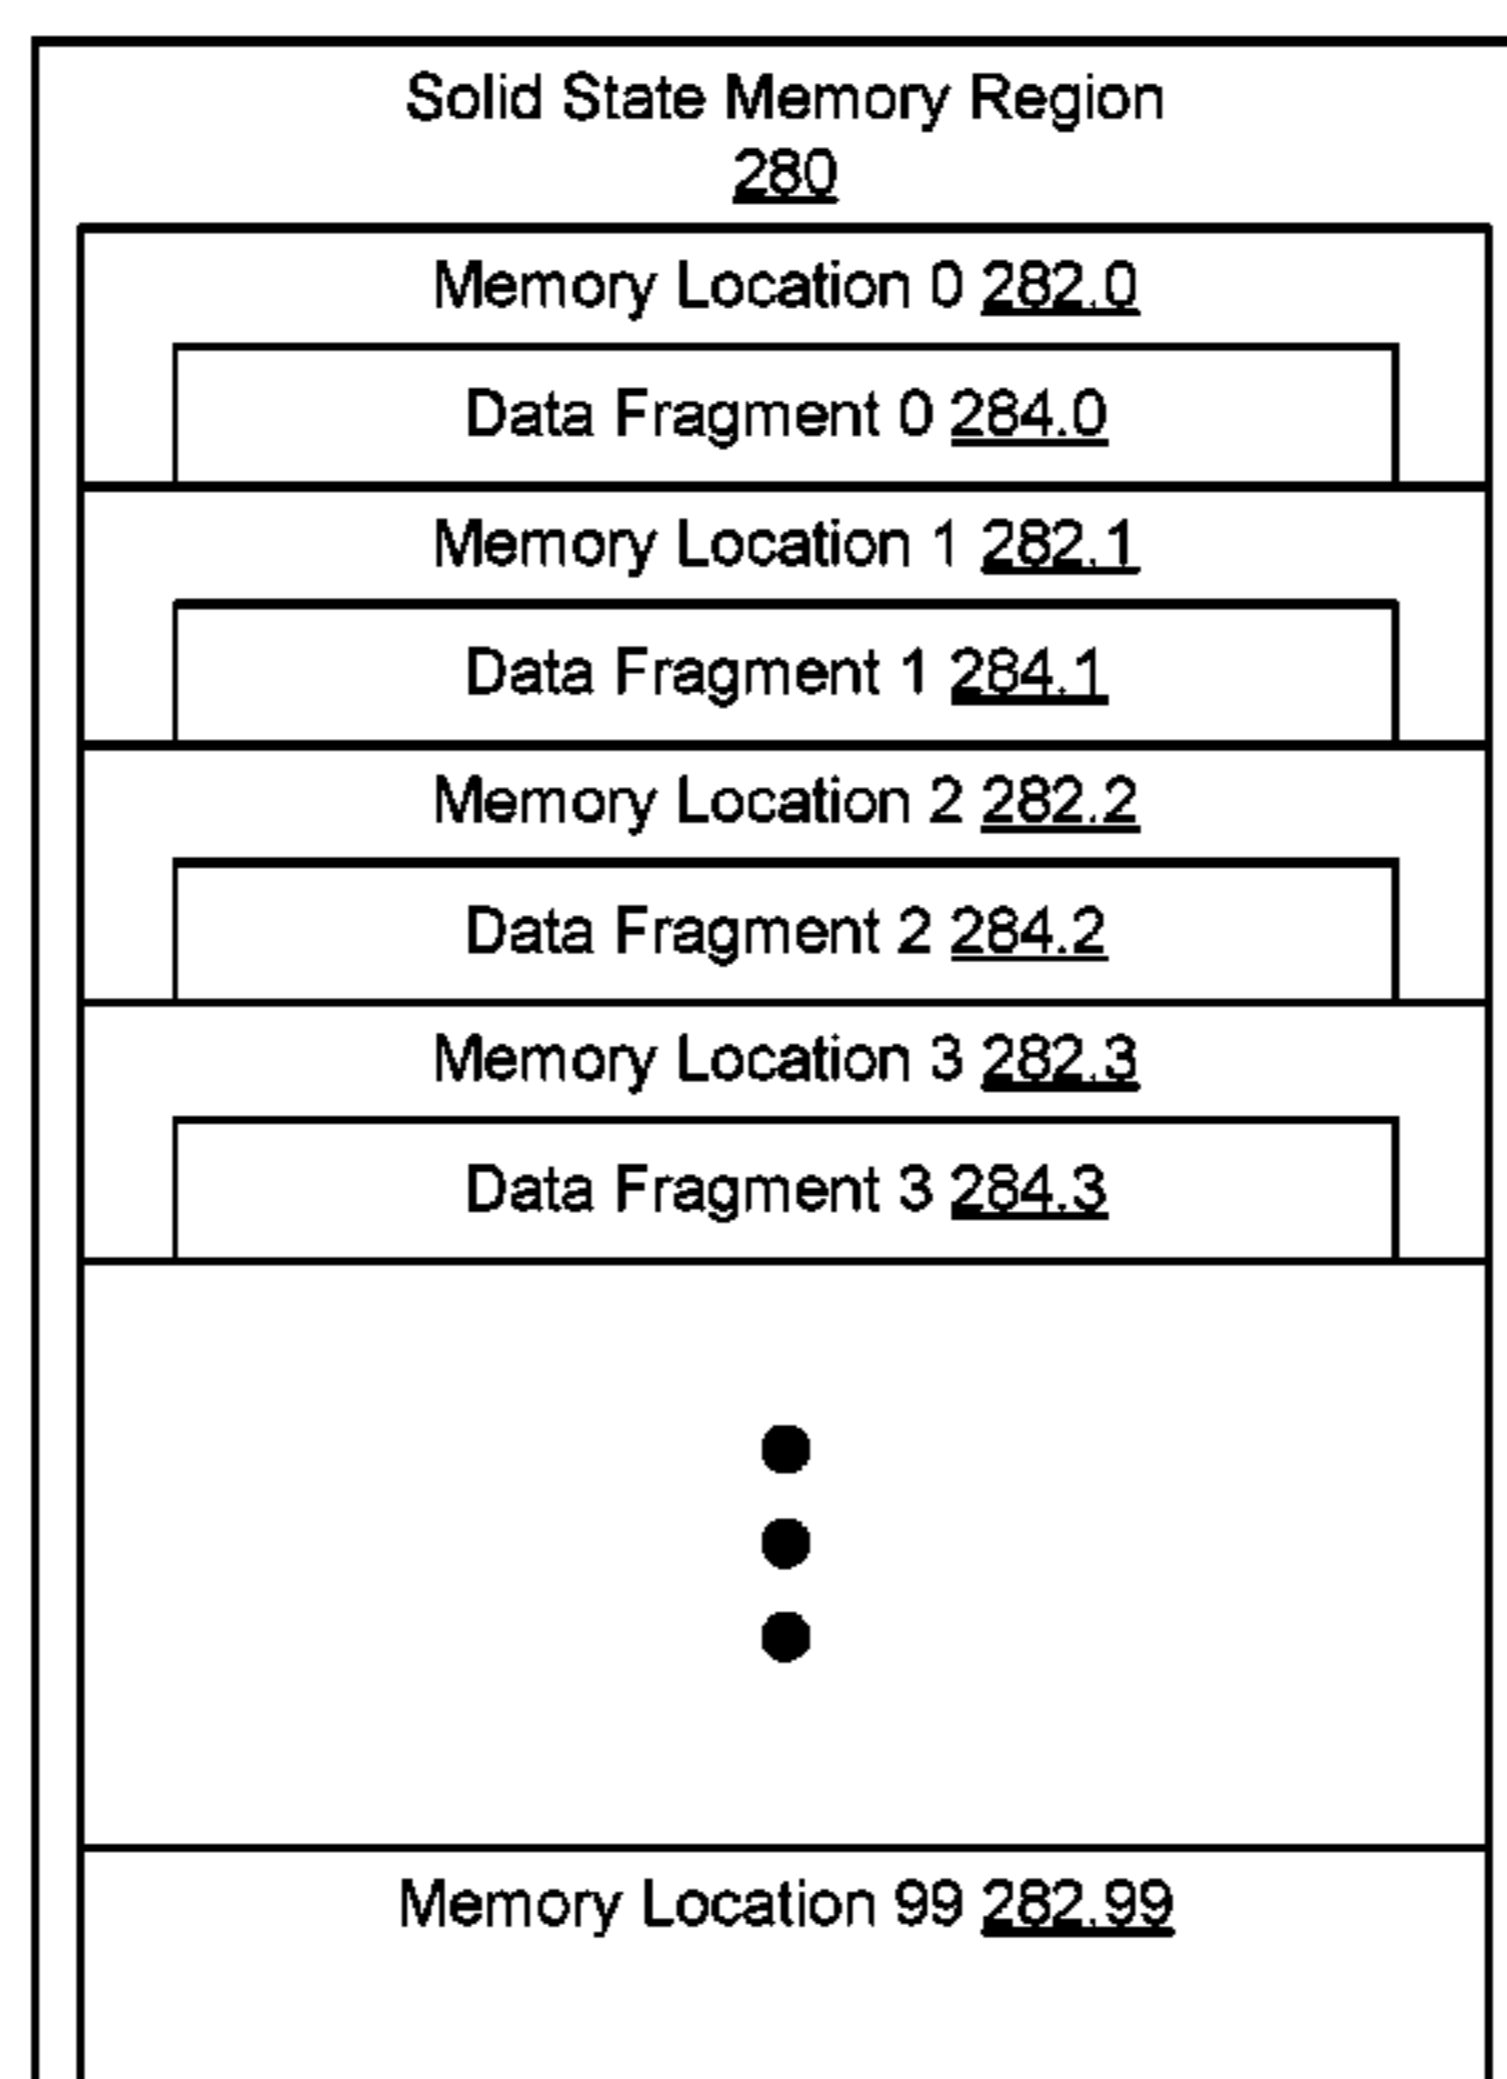 Solid State Memory Region
280
Memory Location 0 282.0
Data Fragment 0 284.0
Memory Location 1 282.1
Data Fragment 1 284.1
Memory Location 2 282.2
Data Fragment 2 284.2
Memory Location 3 282.3
Data Fragment 3 284.3
Memory Location 99 282.99